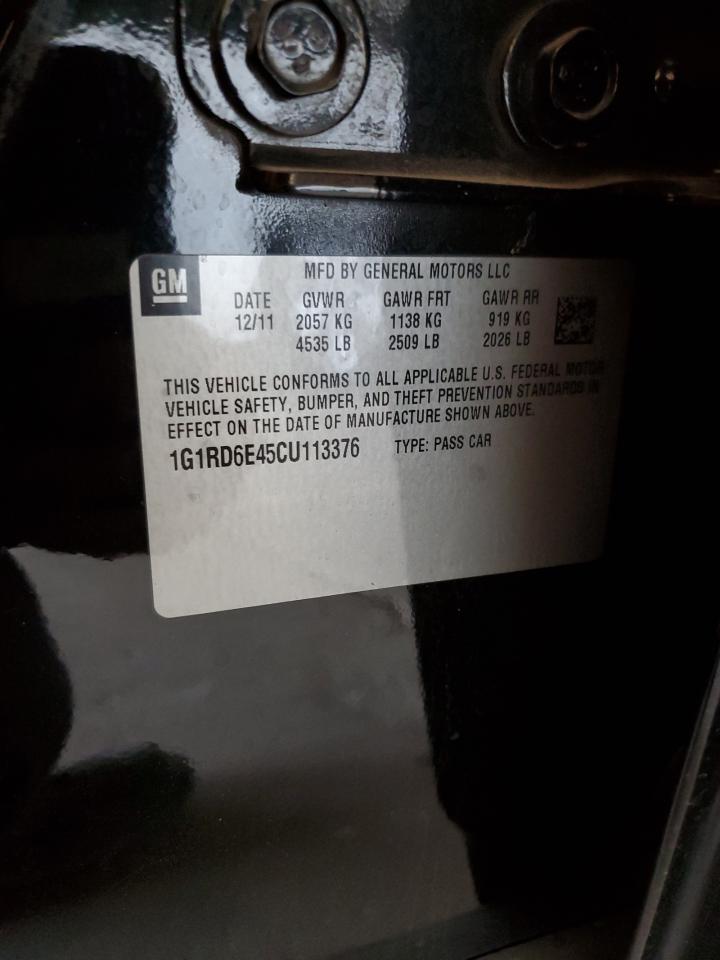 GM
MFD BY GENERAL MOTORS LLC
DATE GVWR GAWR FRT GAWR RR
12/11 2057 KG 1138 KG 919 KG
4535 LB 2509 LB 2026 LB
THIS VEHICLE CONFORMS TO ALL APPLICABLE U.S. FEDERAL MOTOR
VEHICLE SAFETY, BUMPER, AND THEFT PREVENTION STANDARDS IN
EFFECT ON THE DATE OF MANUFACTURE SHOWN ABOVE.
1G1RD6E45CU113376 TYPE: PASS CAR